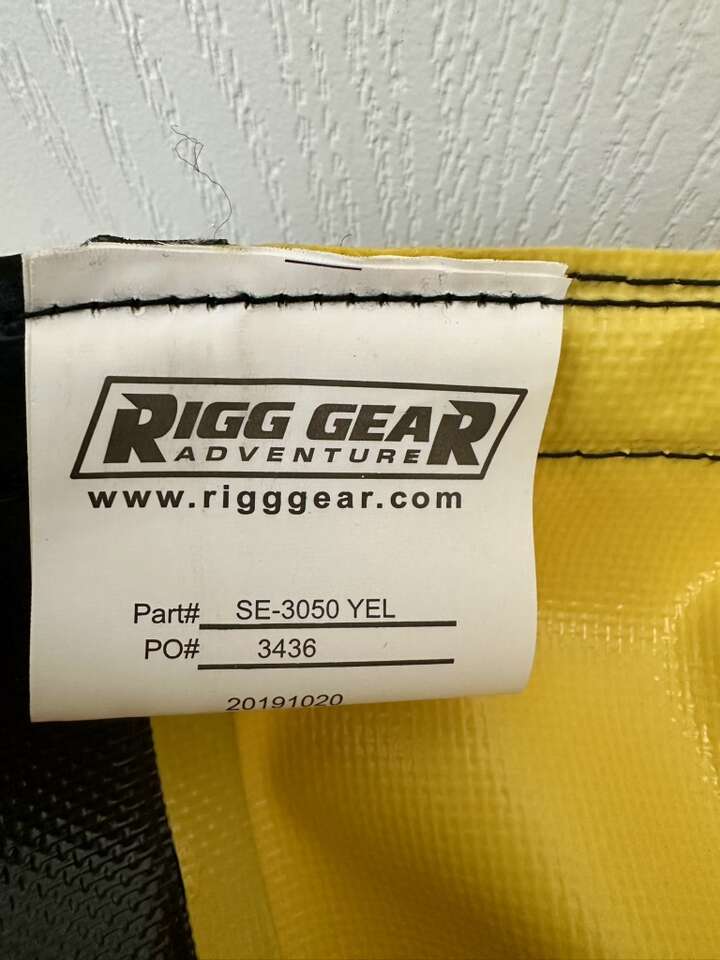 RIGG GEAR
ADVENTURE
www.rigggear.com
Part# SE-3050 YEL
PO# 3436
20191020